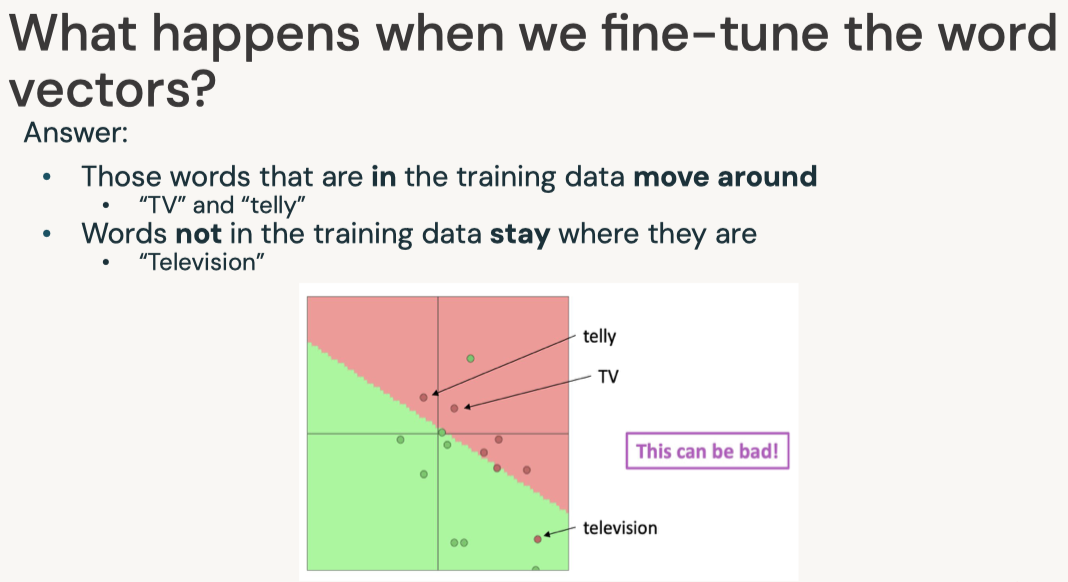 What happens when we fine-tune the word
vectors?
Answer:
• Those words that are in the training data move around
• “TV” and “telly”
• Words not in the training data stay where they are
• “Television”
telly
TV
This can be bad!
television